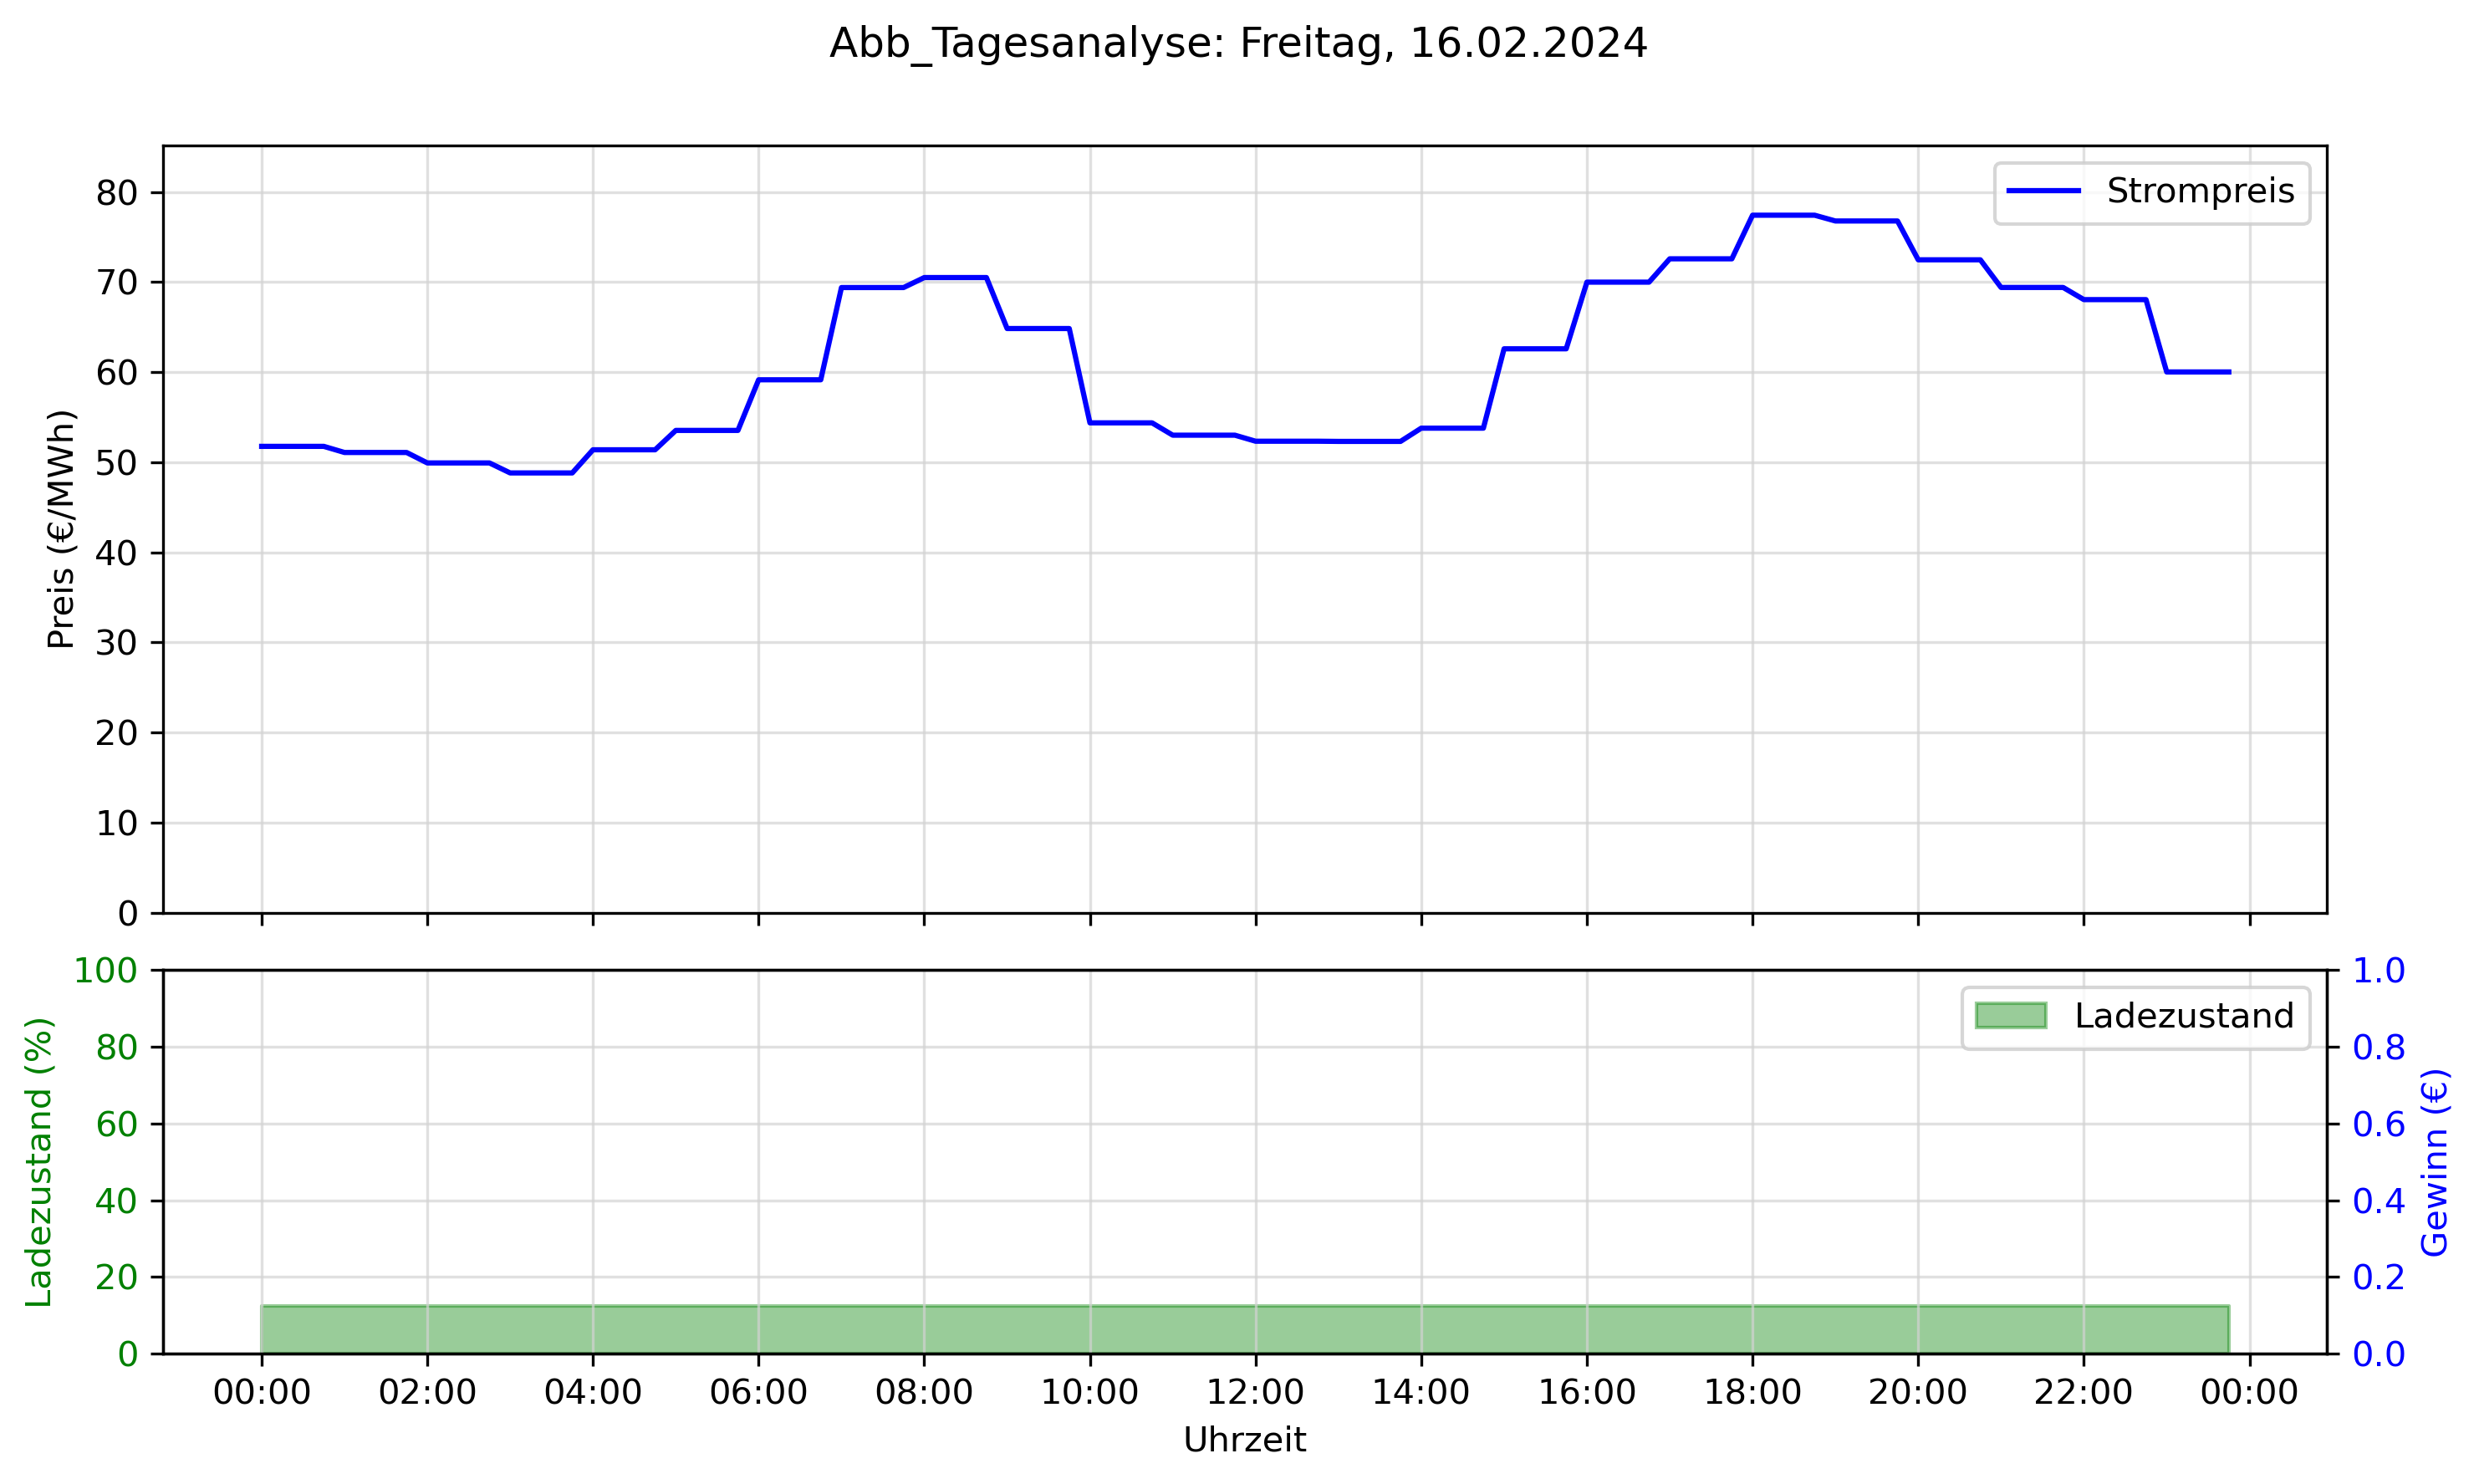 Abb_Tagesanalyse: Freitag, 16.02.2024
Strompreis
Preis (€/MWh)
80
70
60
50
40
30
20
10
0
Ladezustand
Ladezustand (%)
100
80
60
40
20
0
Gewinn (€)
1.0
0.8
0.6
0.4
0.2
0.0
00:00 02:00 04:00 06:00 08:00 10:00 12:00 14:00 16:00 18:00 20:00 22:00 00:00
Uhrzeit